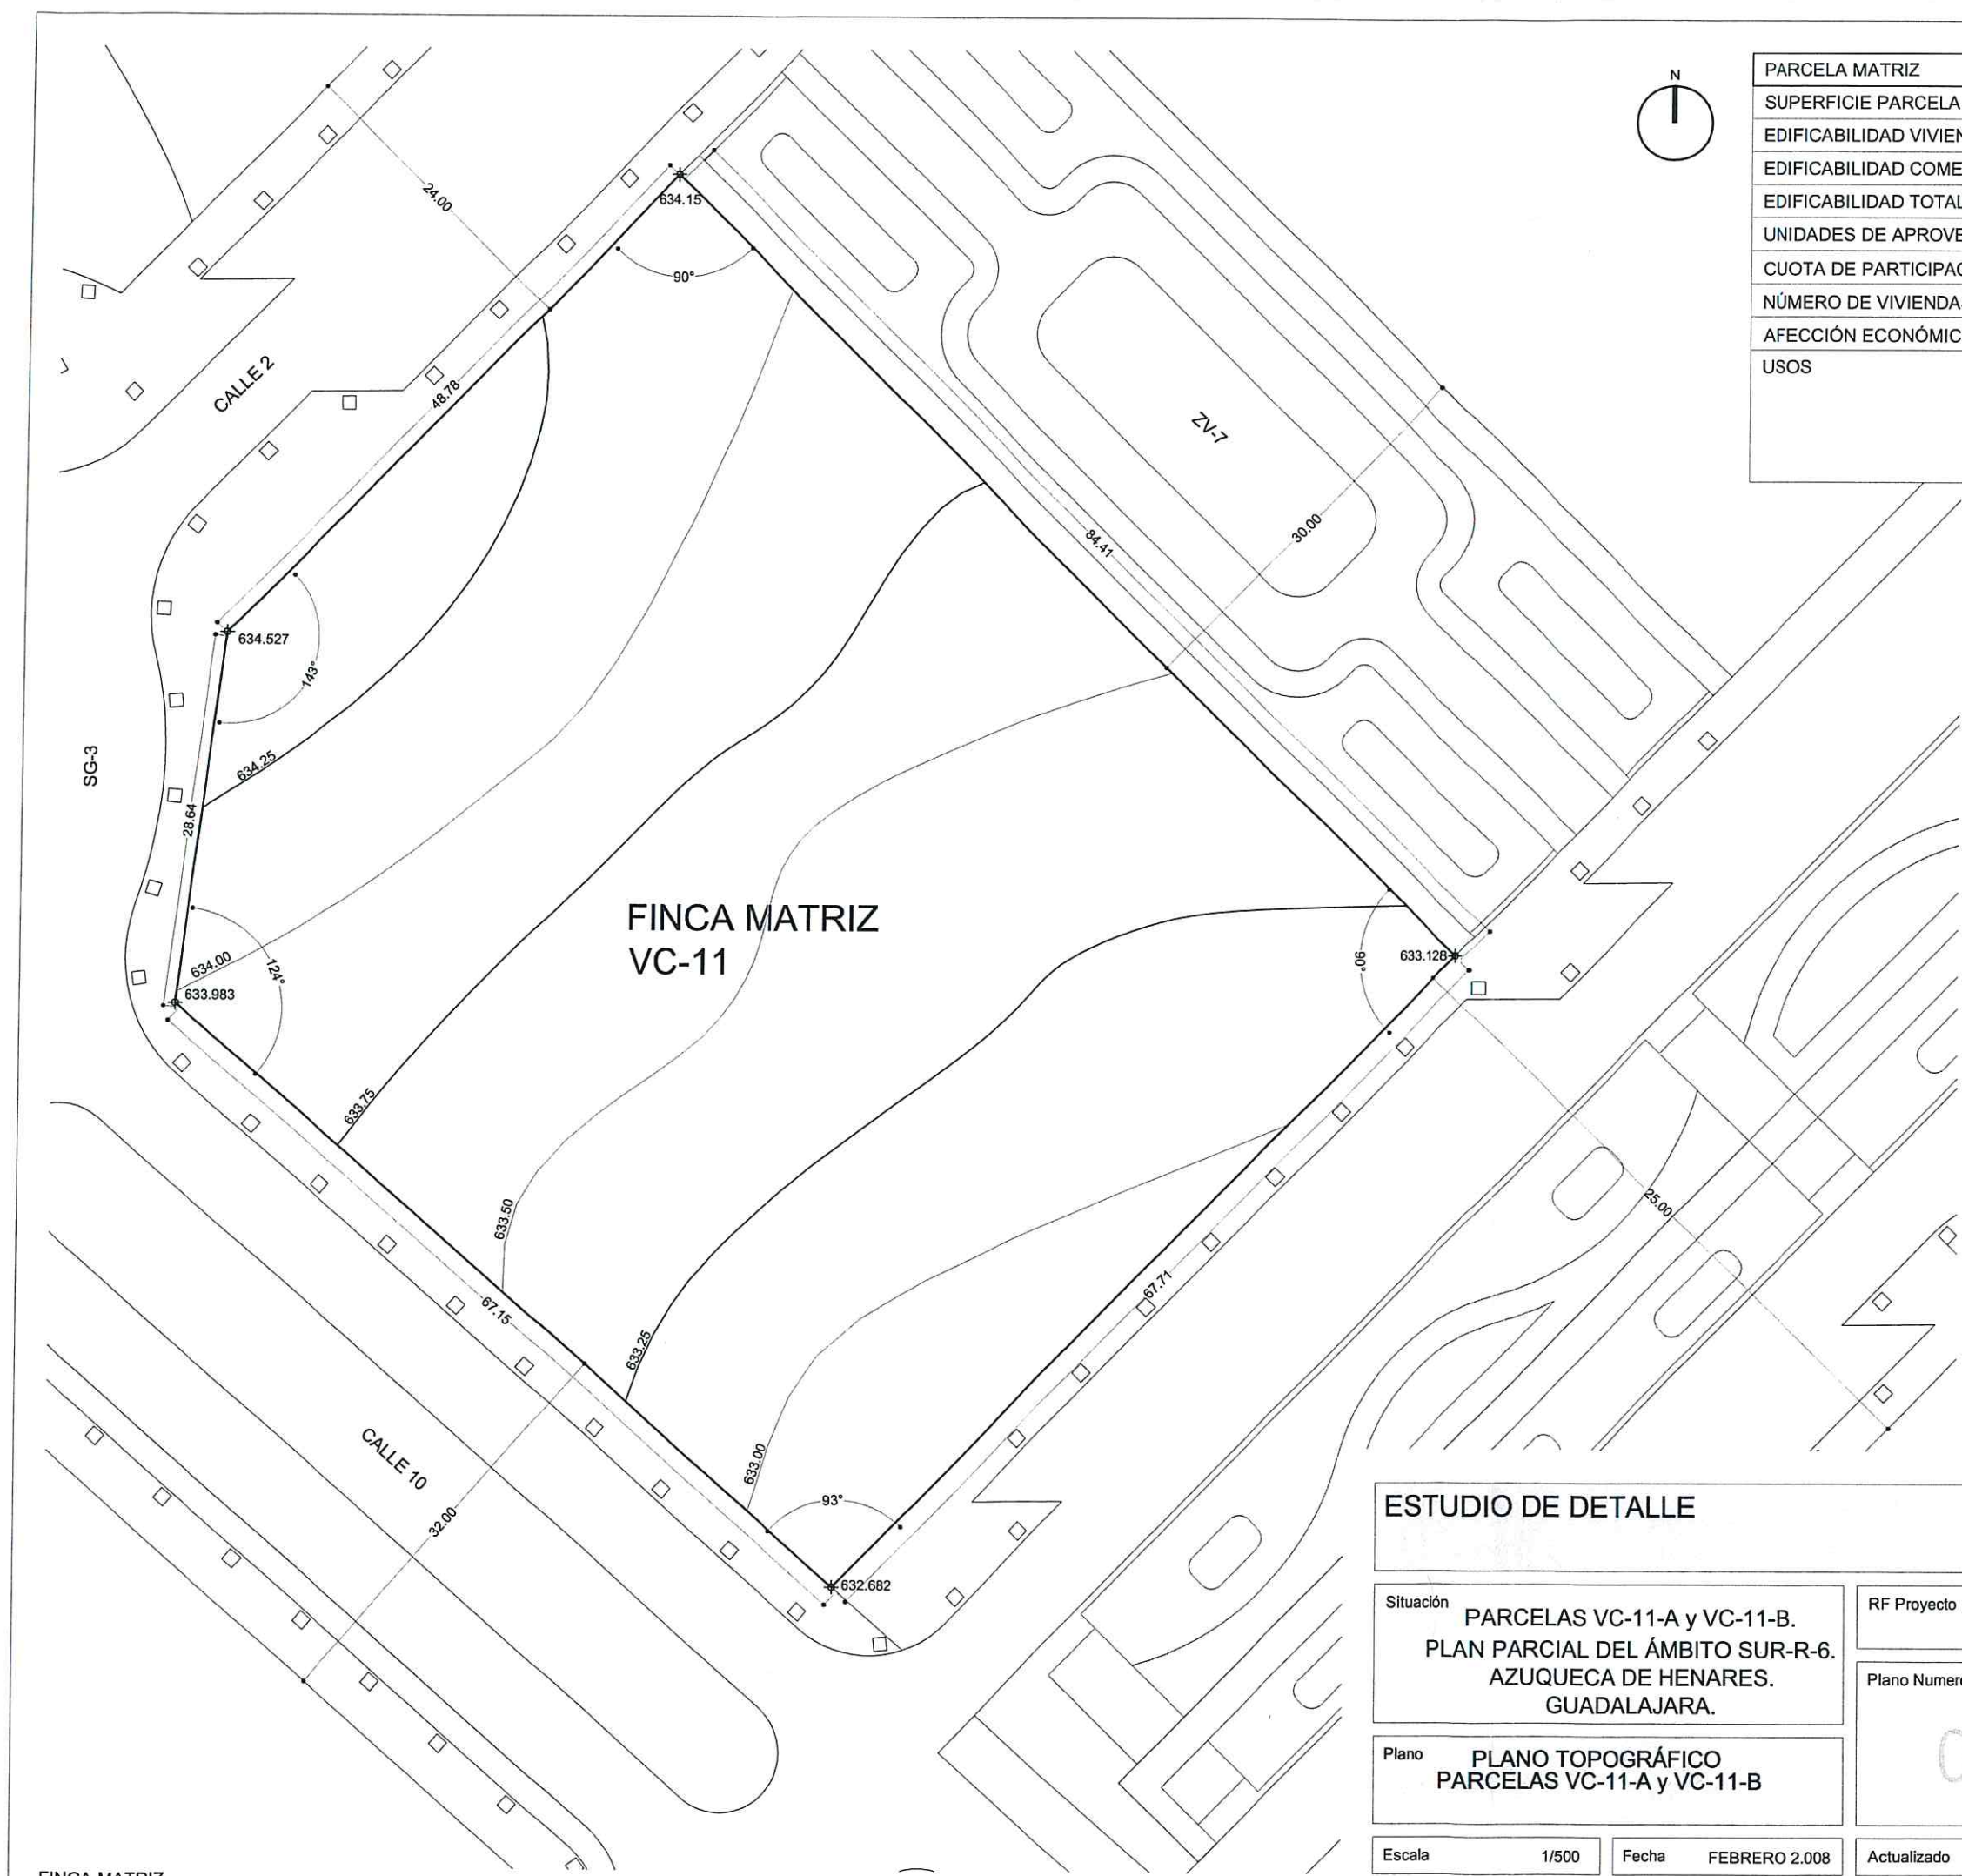 N
PARCELA MATRIZ
SUPERFICIE PARCELA
EDIFICABILIDAD VIVIEN
EDIFICABILIDAD COME
EDIFICABILIDAD TOTAL
UNIDADES DE APROVE
CUOTA DE PARTICIPAC
NÚMERO DE VIVIENDA
AFECCIÓN ECONÓMIC
USOS
24.00
634.15
90°
CALLE 2
48.78
ZV-7
84.41
30.00
634.527
143°
SG-3
634.25
28.64
FINCA MATRIZ
VC-11
634.00
124°
633.983
90°
633.128
633.75
633.50
25.00
67.15
67.71
633.25
CALLE 10
633.00
32.00
93°
632.682
ESTUDIO DE DETALLE
Situación
PARCELAS VC-11-A y VC-11-B.
PLAN PARCIAL DEL ÁMBITO SUR-R-6.
AZUQUECA DE HENARES.
GUADALAJARA.
RF Proyecto
Plano Numero
Plano
PLANO TOPOGRÁFICO
PARCELAS VC-11-A y VC-11-B
Escala 1/500
Fecha FEBRERO 2.008
Actualizado
FINCA MATRIZ